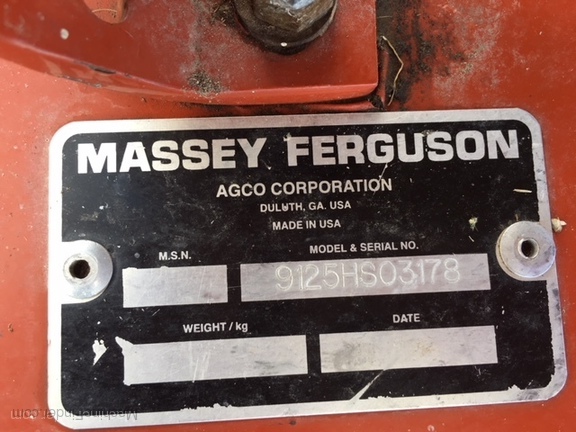 MASSEY FERGUSON
AGCO CORPORATION
DULUTH, GA. USA
MADE IN USA
M.S.N.
MODEL & SERIAL NO.
9125HS03178
WEIGHT / kg
DATE
MachineFinder.com